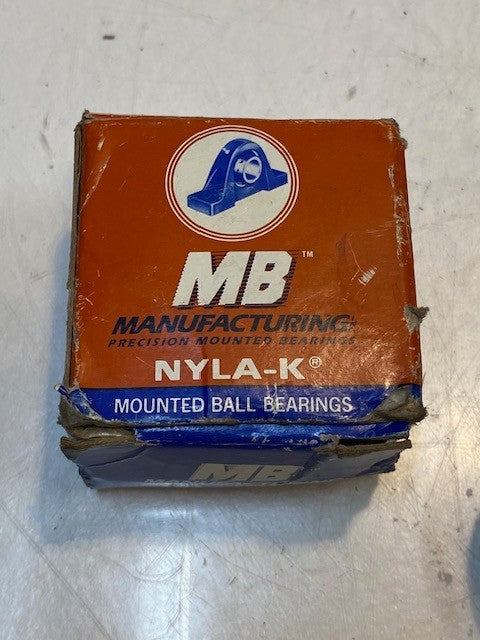 MB™
MANUFACTURING
PRECISION MOUNTED BEARINGS
NYLA-K®
MOUNTED BALL BEARINGS
MB